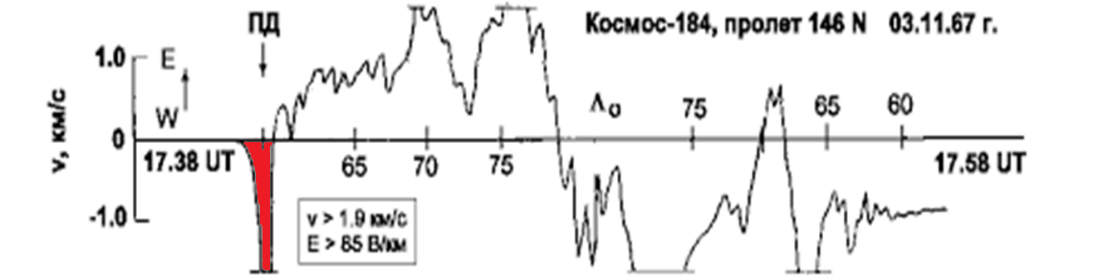 ПД
Космос-184, пролет 146 N 03.11.67 г.
v, км/с
1.0
E
W
0
-1.0
17.38 UT
65
70
75
Λo
75
65
60
17.58 UT
v > 1.9 км/с
E > 85 В/км